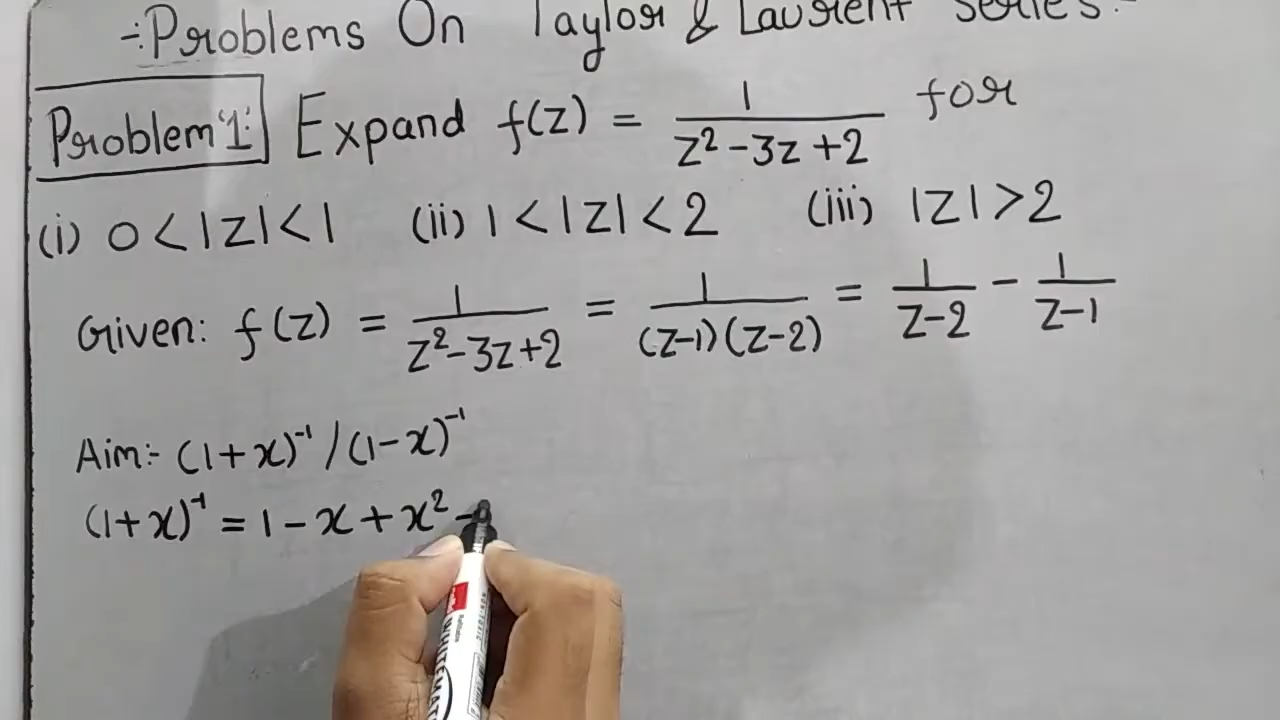 -:Problems On Taylor & Laurent Series:-
Problem '1': Expand f(z) = 1/(z² -3z +2) for
(i) 0 < |z| < 1 (ii) 1 < |z| < 2 (iii) |z| > 2
Given: f(z) = 1/(z²-3z+2) = 1/((z-1)(z-2)) = 1/(z-2) - 1/(z-1)
Aim:- (1+x)⁻¹ / (1-x)⁻¹
(1+x)⁻¹ = 1 - x + x² -